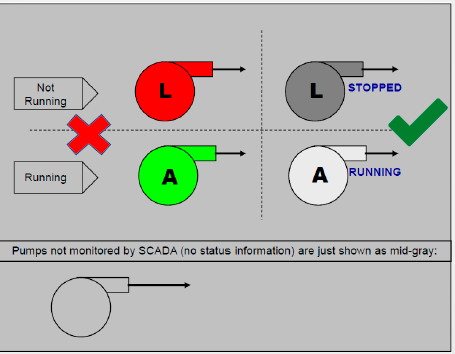 Not
Running
L
L
STOPPED
Running
A
A
RUNNING
Pumps not monitored by SCADA (no status information) are just shown as mid-gray: